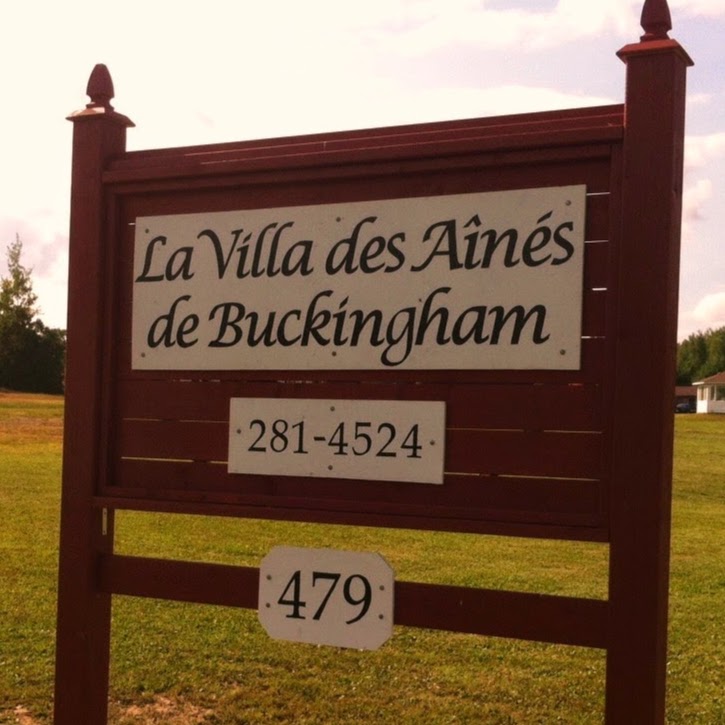 La Villa des Aînés
de Buckingham
281-4524
479